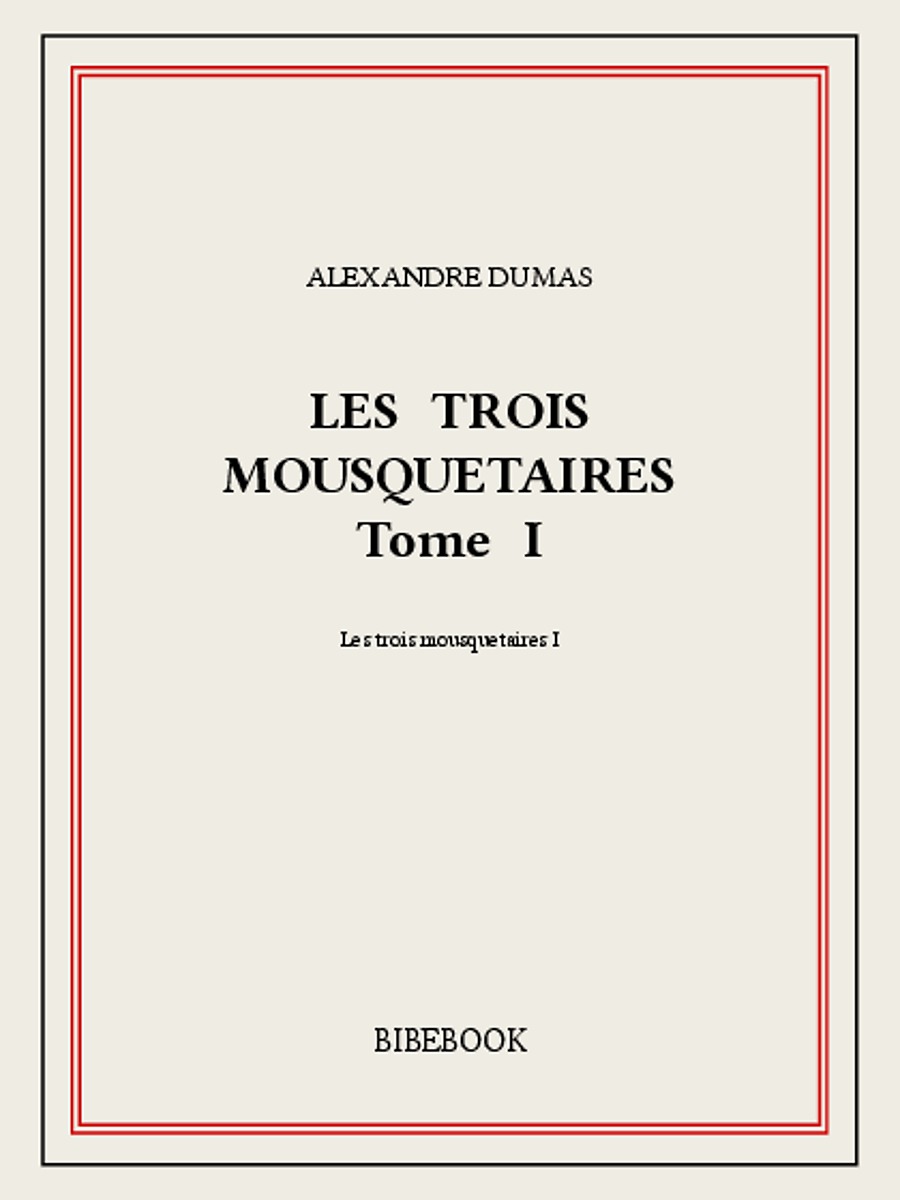 ALEXANDRE DUMAS
LES TROIS
MOUSQUETAIRES
Tome I
Les trois mousquetaires I
BIBEBOOK